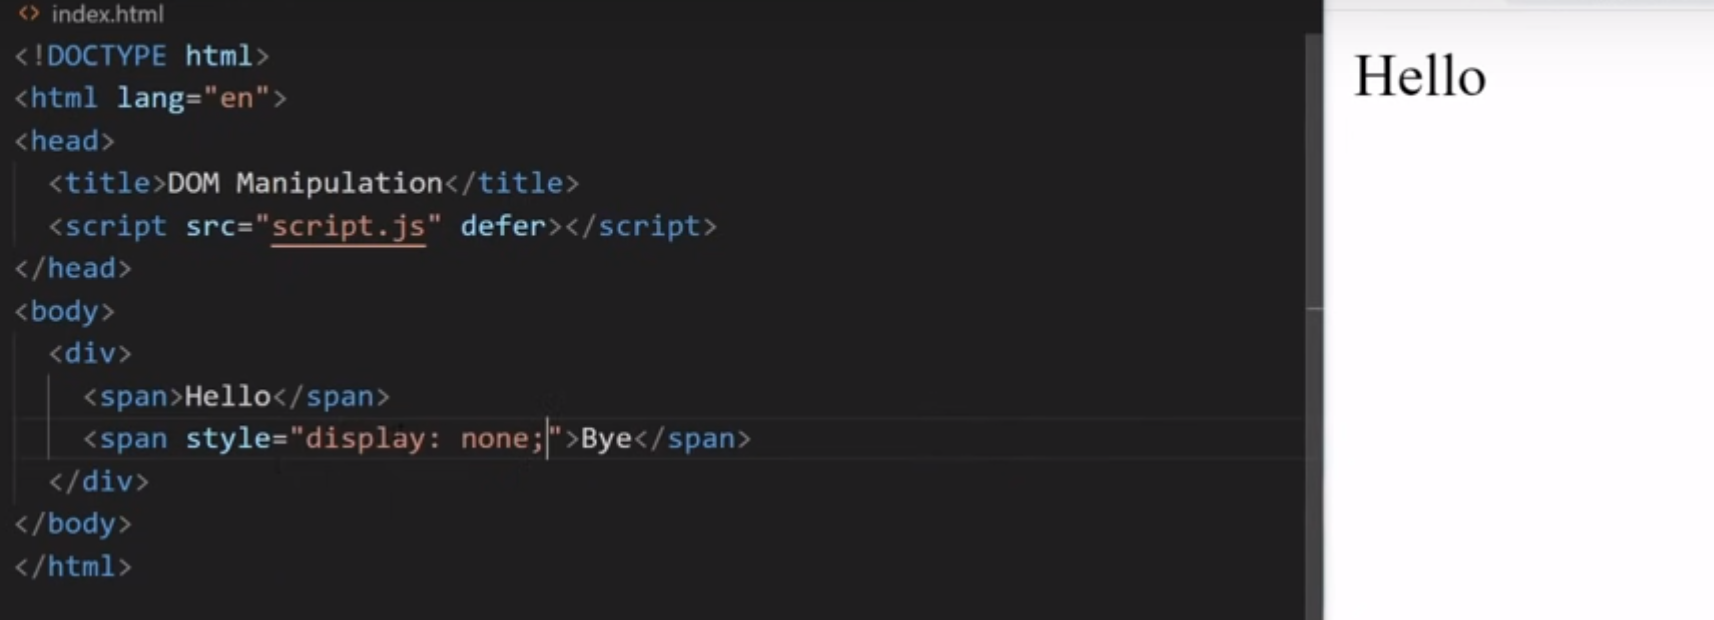 index.html
<!DOCTYPE html>
<html lang="en">
<head>
<title>DOM Manipulation</title>
<script src="script.js" defer></script>
</head>
<body>
<div>
<span>Hello</span>
<span style="display: none;">Bye</span>
</div>
</body>
</html>
Hello